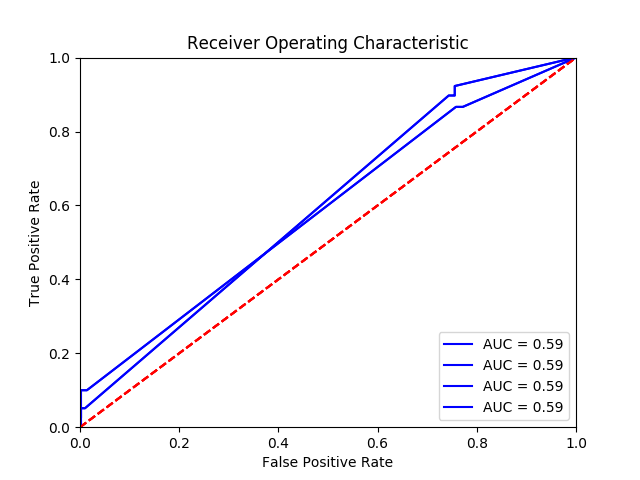 Receiver Operating Characteristic
1.0
0.8
0.6
0.4
0.2
0.0
True Positive Rate
AUC = 0.59
AUC = 0.59
AUC = 0.59
AUC = 0.59
0.0 0.2 0.4 0.6 0.8 1.0
False Positive Rate